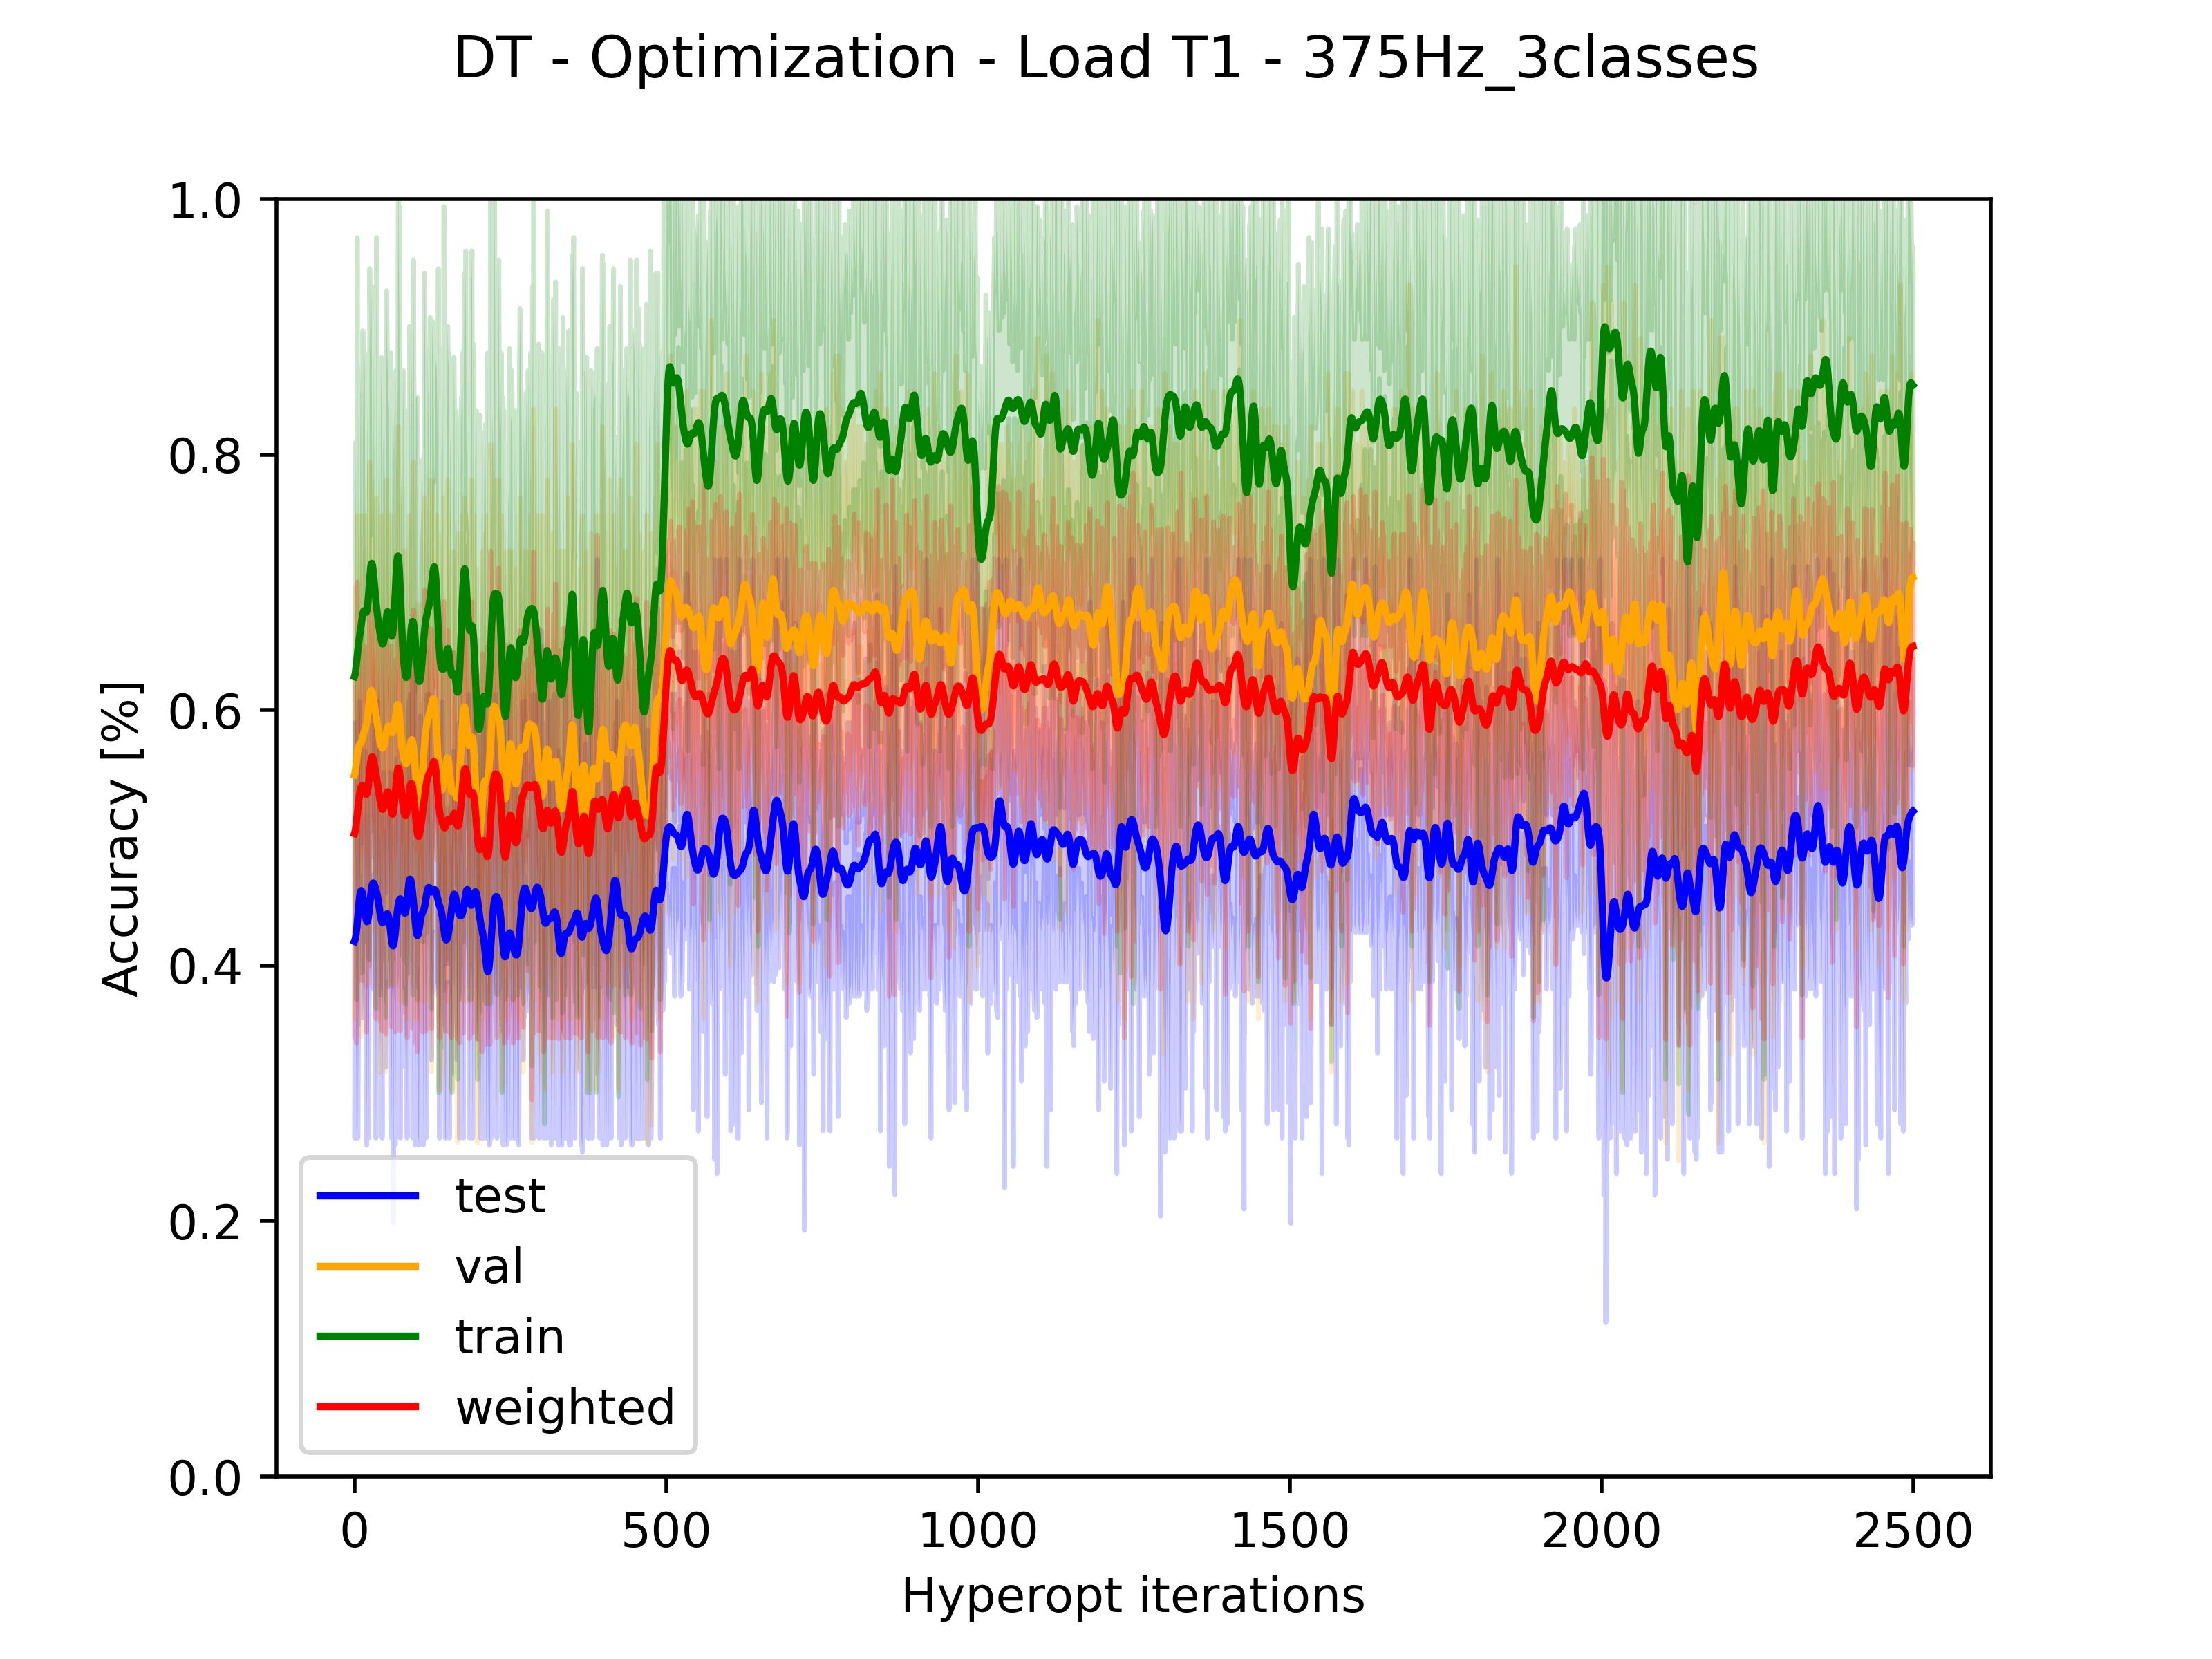 DT - Optimization - Load T1 - 375Hz_3classes
1.0
0.8
0.6
0.4
0.2
0.0
Accuracy [%]
test
val
train
weighted
0 500 1000 1500 2000 2500
Hyperopt iterations